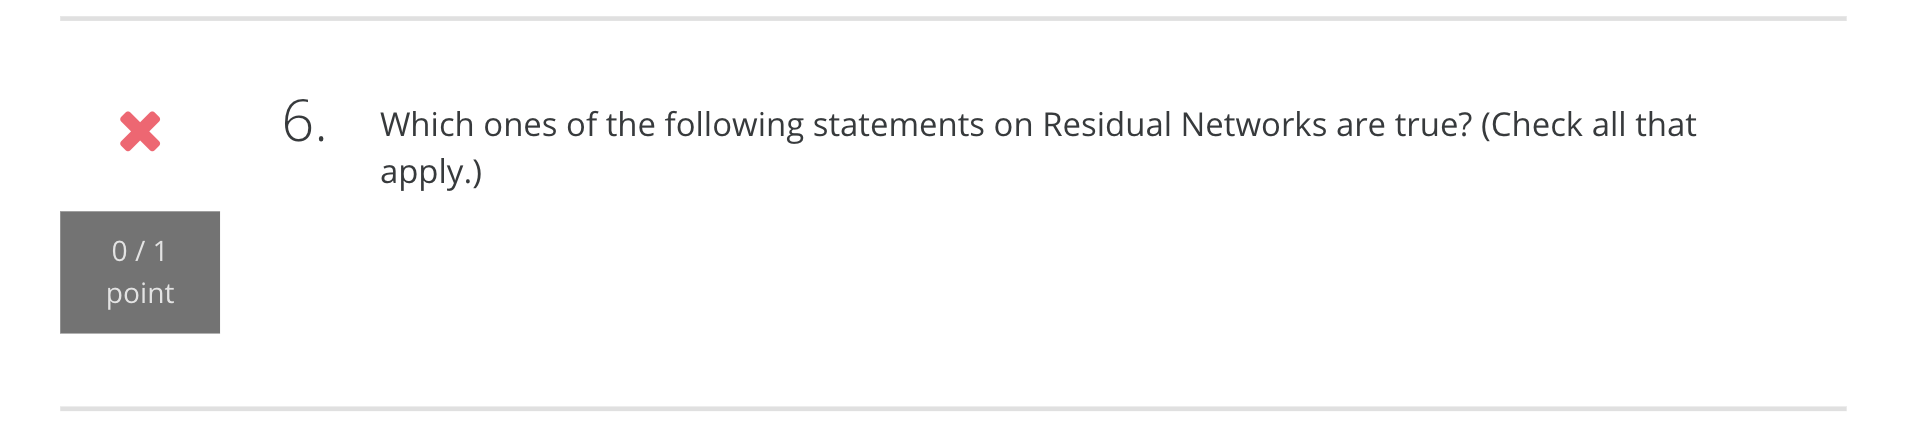 6.
Which ones of the following statements on Residual Networks are true? (Check all that
apply.)
0 / 1
point